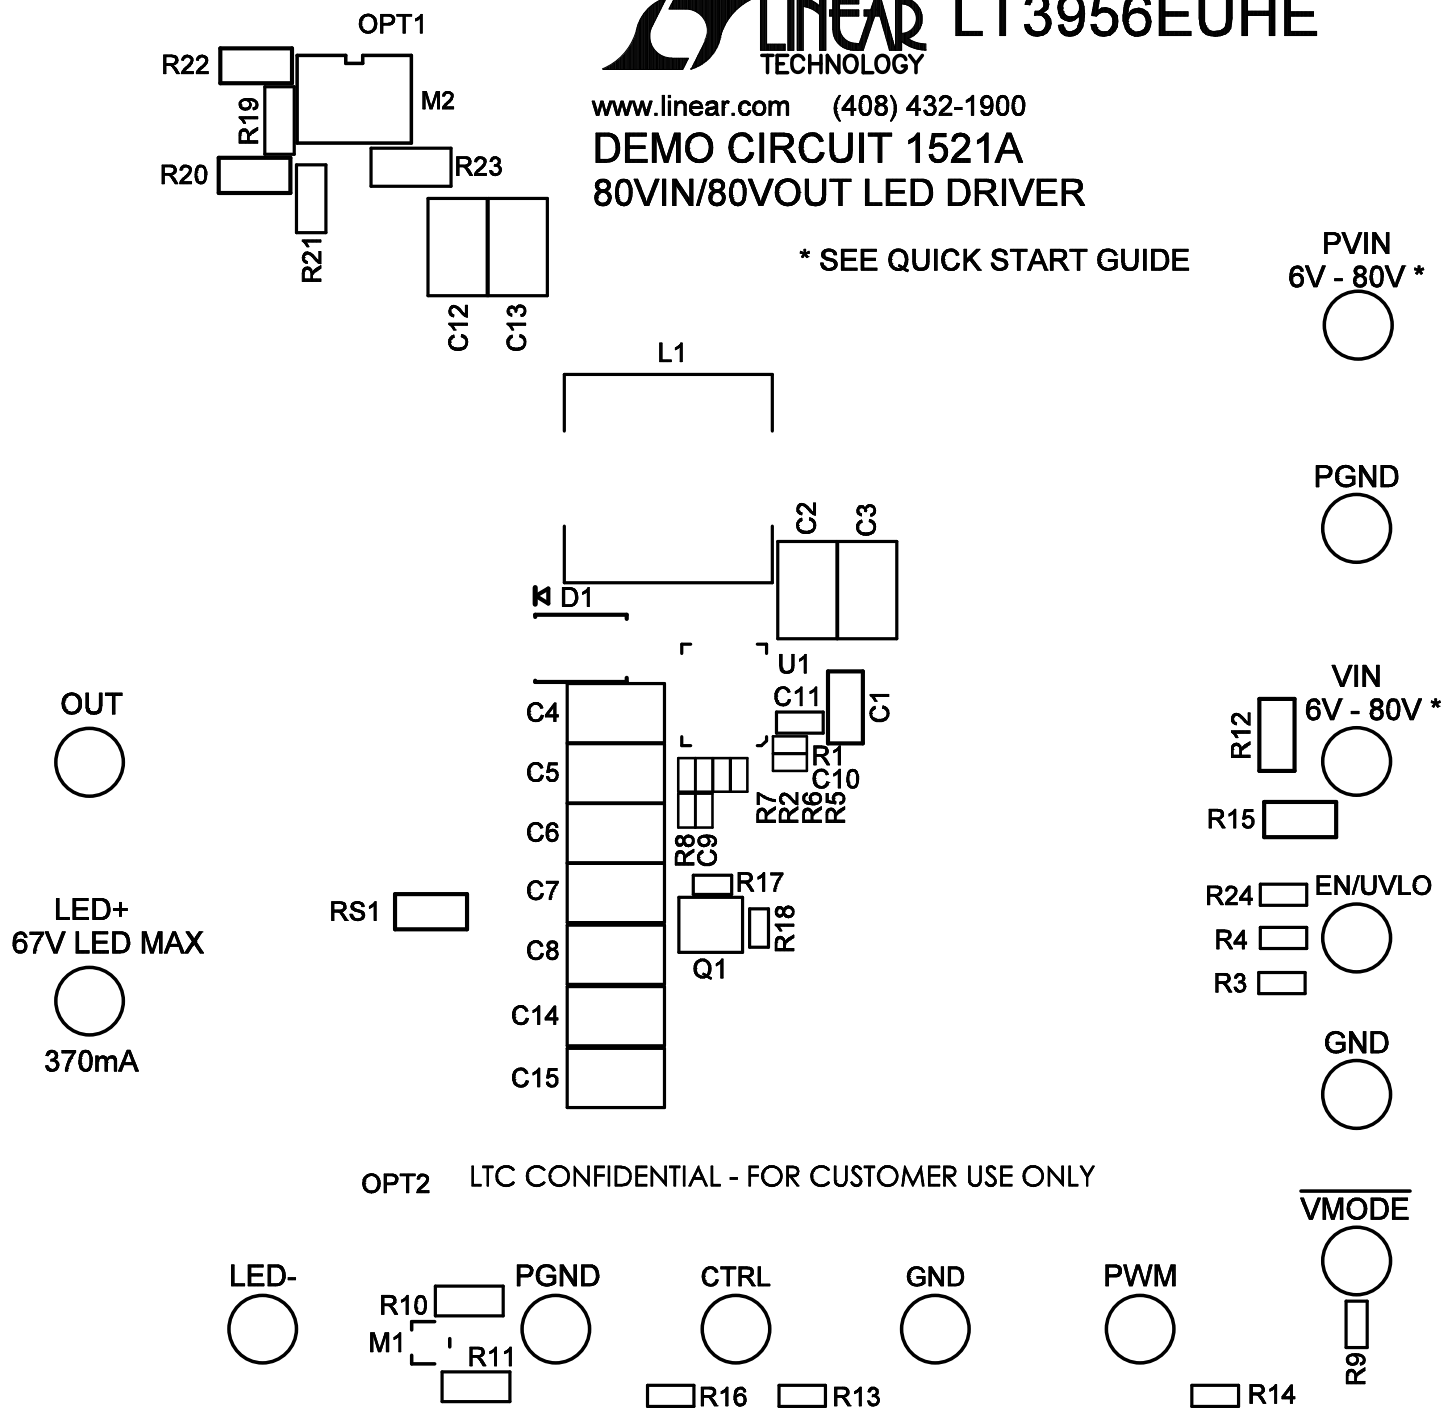 OPT1
LINEAR
TECHNOLOGY
LT3956EUHE
R22
M2
R19
www.linear.com (408) 432-1900
DEMO CIRCUIT 1521A
R20
R23
80VIN/80VOUT LED DRIVER
R21
* SEE QUICK START GUIDE
PVIN
6V - 80V *
C12
C13
L1
PGND
C2
C3
D1
U1
VIN
6V - 80V *
C11
C1
OUT
C4
R12
R1
C5
C10
R7
R2
R6
R5
R15
C6
R8
C9
R17
C7
R24
EN/UVLO
LED+
67V LED MAX
RS1
R18
R4
C8
Q1
R3
C14
GND
370mA
C15
OPT2
LTC CONFIDENTIAL - FOR CUSTOMER USE ONLY
VMODE
LED-
PGND
CTRL
GND
PWM
R10
M1
R11
R9
R16
R13
R14